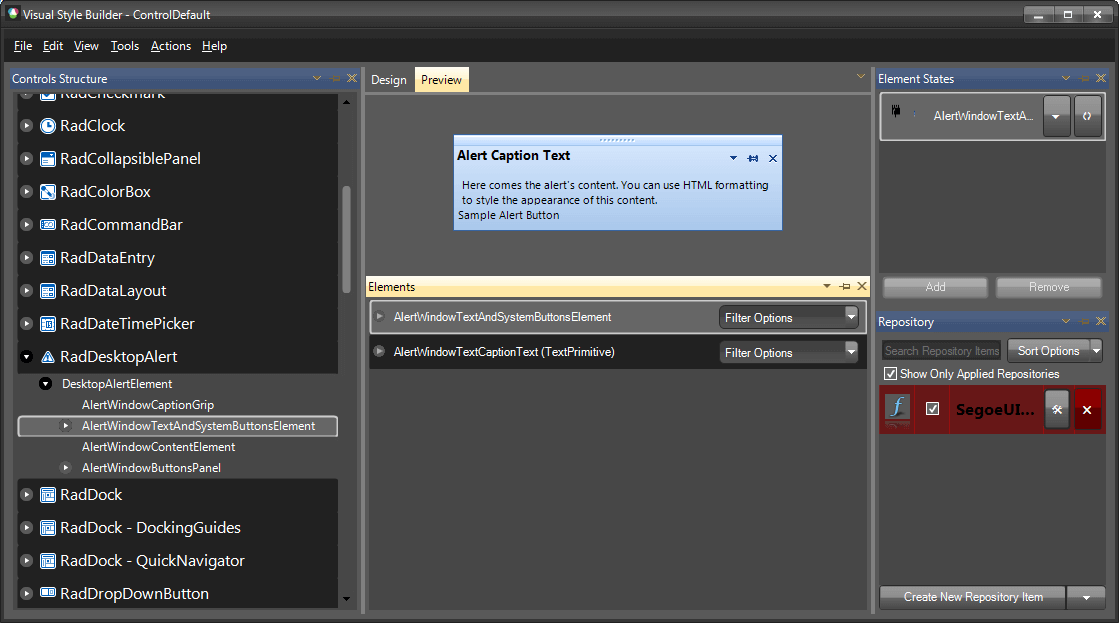 Visual Style Builder - ControlDefault
File Edit View Tools Actions Help
Controls Structure
RadCheckmark
RadClock
RadCollapsiblePanel
RadColorBox
RadCommandBar
RadDataEntry
RadDataLayout
RadDateTimePicker
RadDesktopAlert
DesktopAlertElement
AlertWindowCaptionGrip
AlertWindowTextAndSystemButtonsElement
AlertWindowContentElement
AlertWindowButtonsPanel
RadDock
RadDock - DockingGuides
RadDock - QuickNavigator
RadDropDownButton
Design Preview
Alert Caption Text
Here comes the alert's content. You can use HTML formatting
to style the appearance of this content.
Sample Alert Button
Elements
AlertWindowTextAndSystemButtonsElement Filter Options
AlertWindowTextCaptionText (TextPrimitive) Filter Options
Element States
AlertWindowTextA...
Add Remove
Repository
Search Repository Items Sort Options
Show Only Applied Repositories
f SegoeUI...
Create New Repository Item